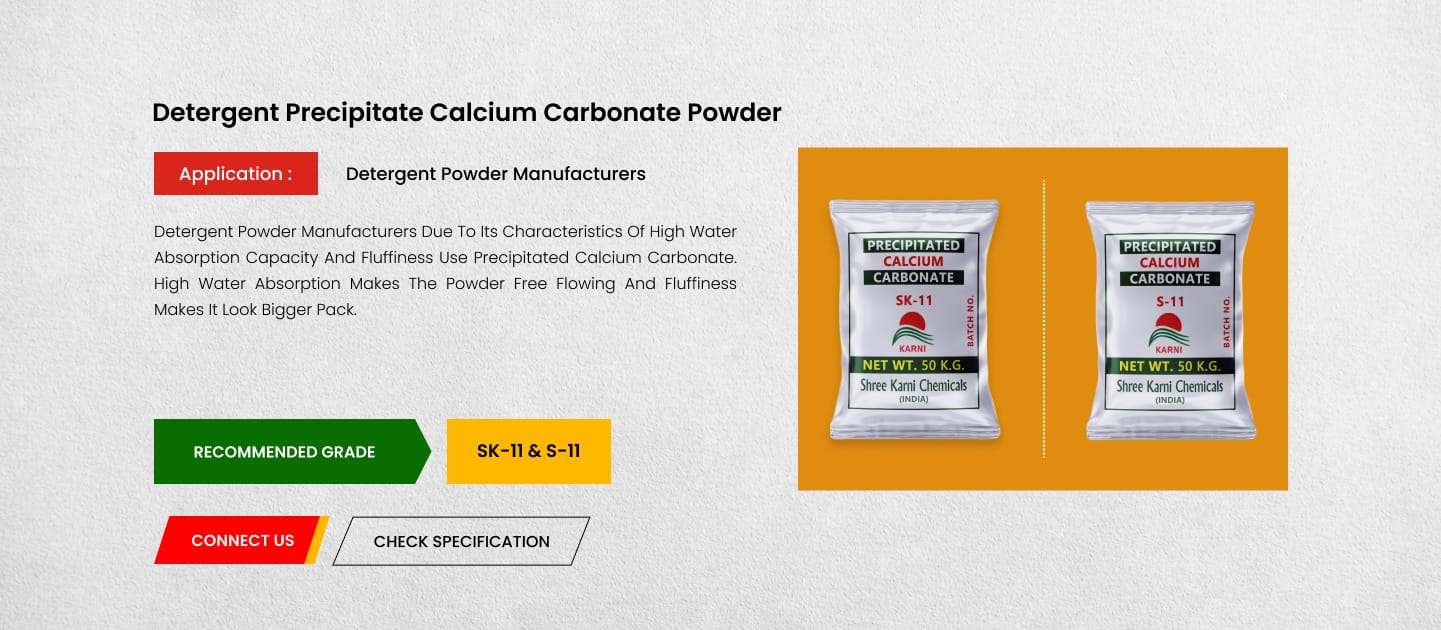 Detergent Precipitate Calcium Carbonate Powder
Application :
Detergent Powder Manufacturers
Detergent Powder Manufacturers Due To Its Characteristics Of High Water
Absorption Capacity And Fluffiness Use Precipitated Calcium Carbonate.
High Water Absorption Makes The Powder Free Flowing And Fluffiness
Makes It Look Bigger Pack.
RECOMMENDED GRADE
SK-11 & S-11
CONNECT US
CHECK SPECIFICATION
PRECIPITATED
CALCIUM
CARBONATE
SK-11
BATCH NO.
KARNI
NET WT. 50 K.G.
Shree Karni Chemicals
(INDIA)
PRECIPITATED
CALCIUM
CARBONATE
S-11
BATCH NO.
KARNI
NET WT. 50 K.G.
Shree Karni Chemicals
(INDIA)